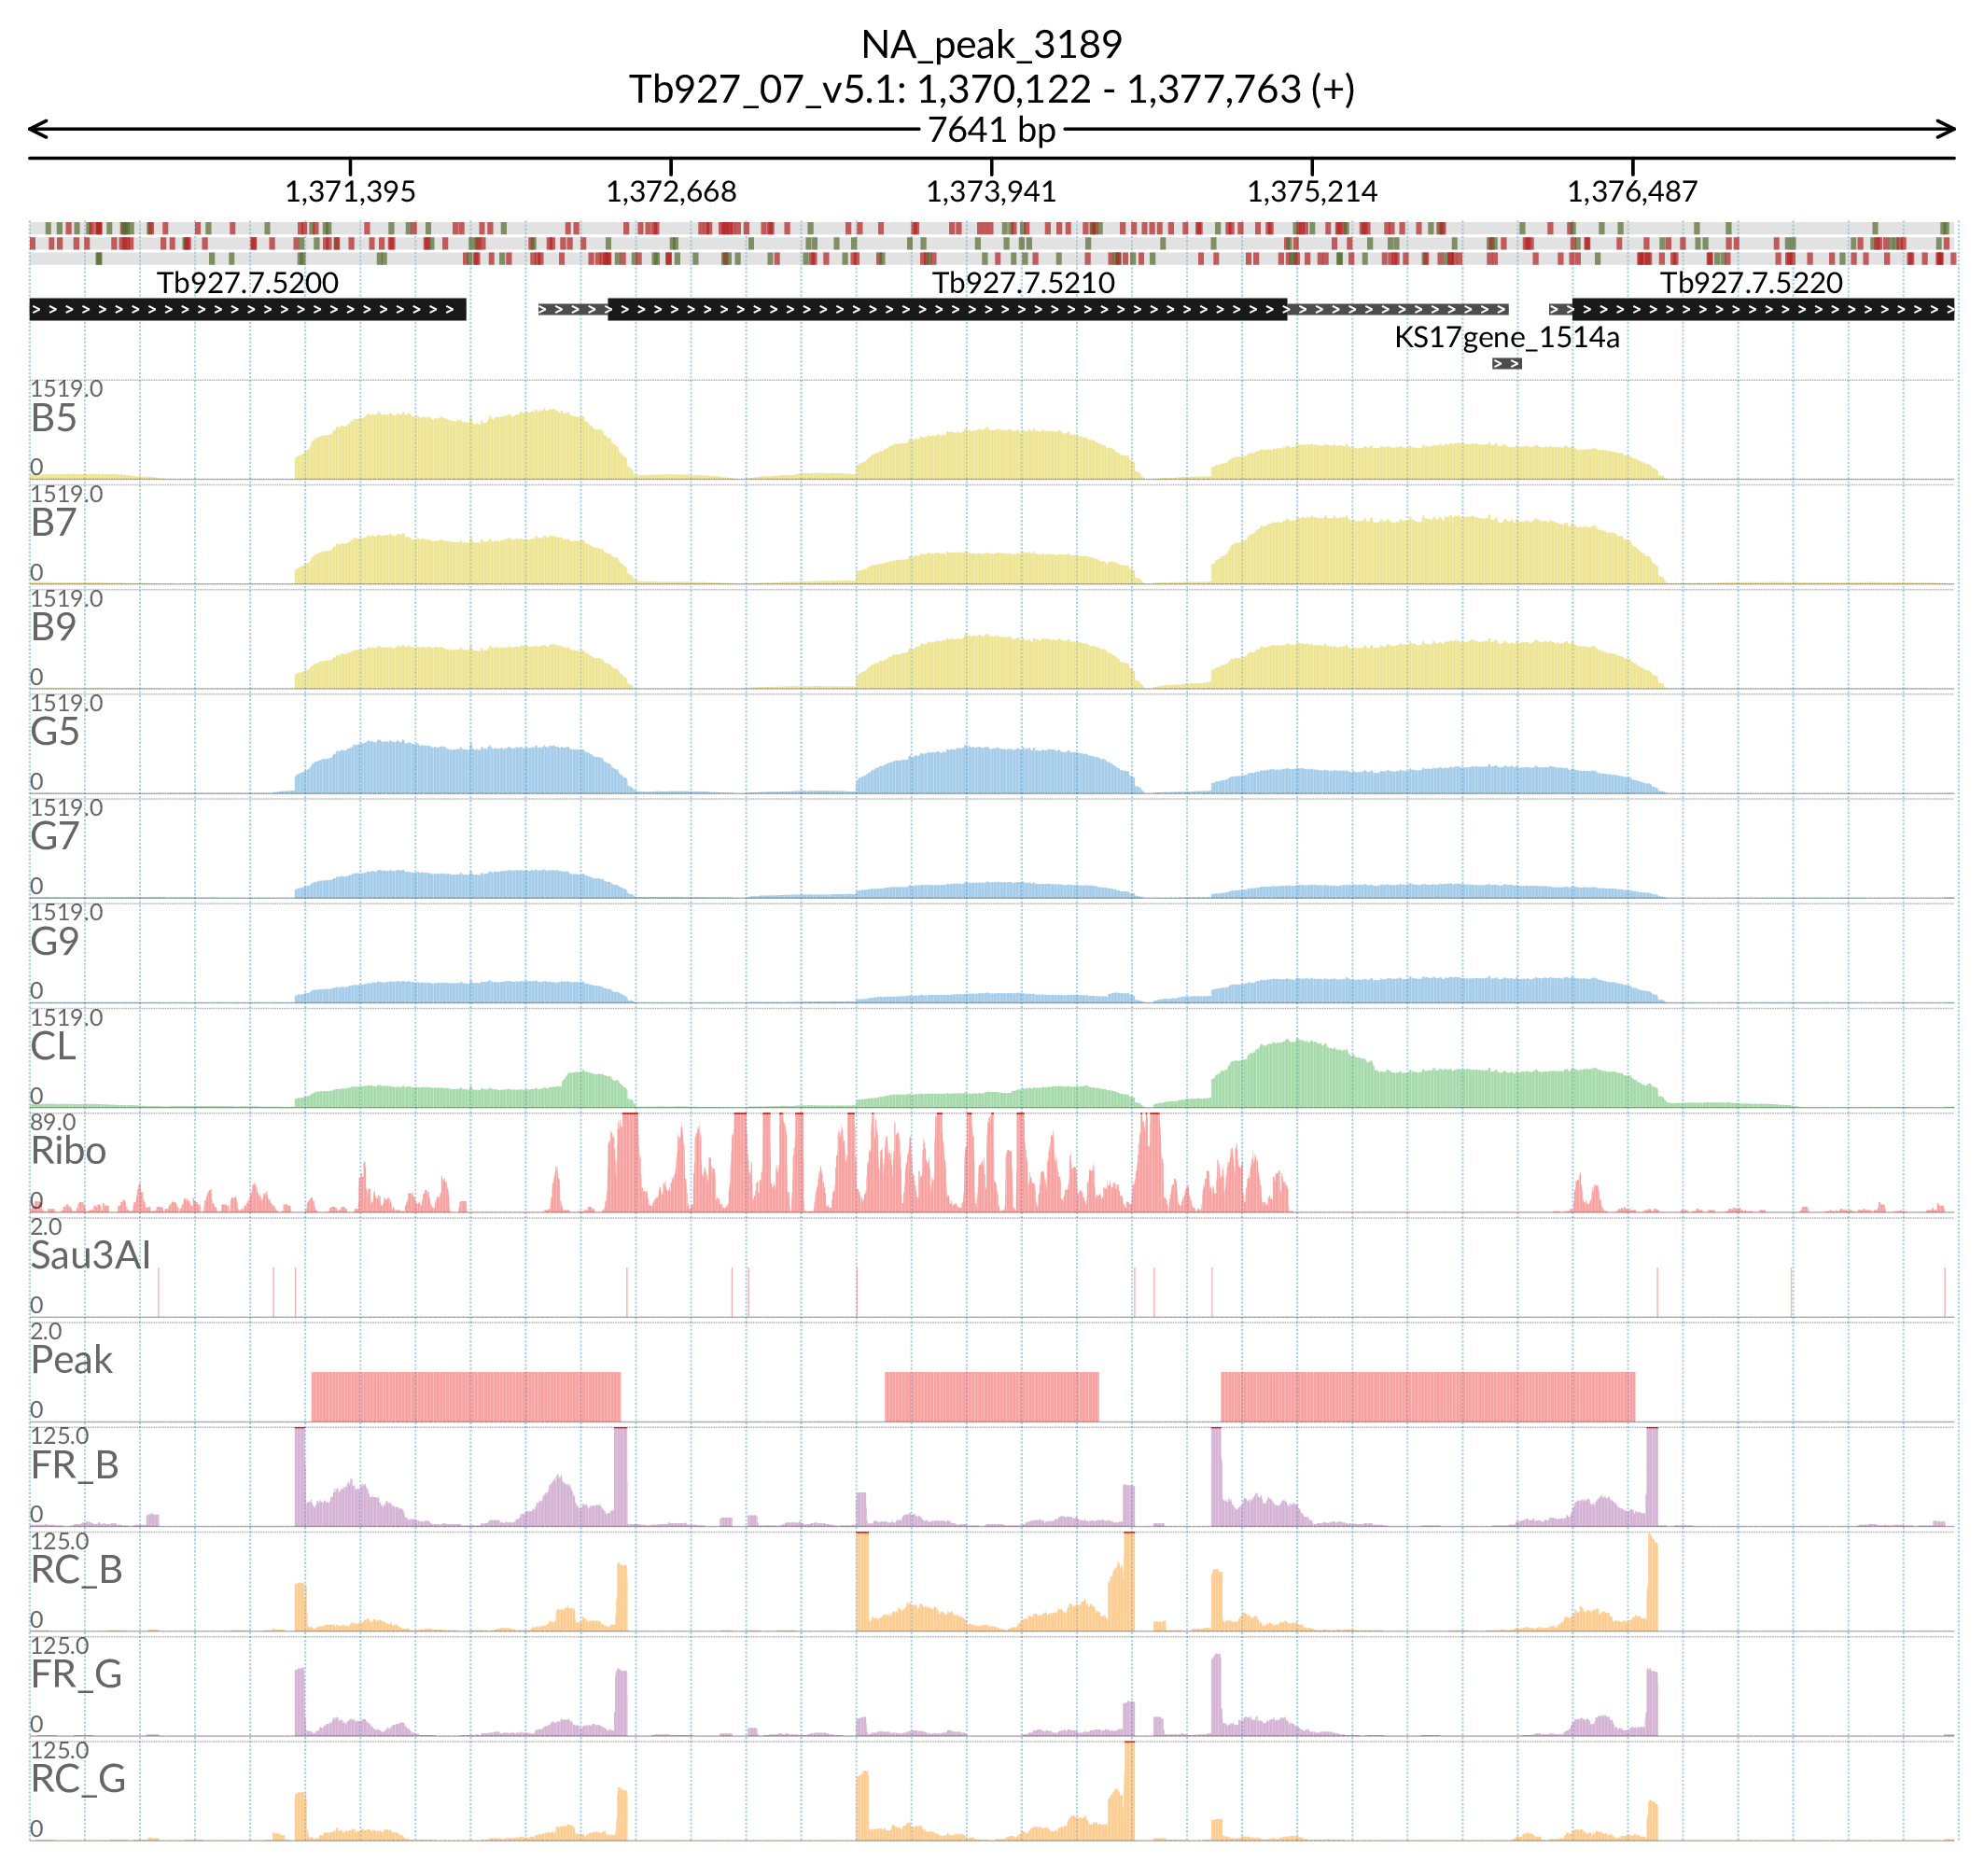 NA_peak_3189
Tb927_07_v5.1: 1,370,122 - 1,377,763 (+)
7641 bp
1,371,395 1,372,668 1,373,941 1,375,214 1,376,487
Tb927.7.5200 Tb927.7.5210 Tb927.7.5220
KS17gene_1514a
1519.0
B5
0
1519.0
B7
0
1519.0
B9
0
1519.0
G5
0
1519.0
G7
0
1519.0
G9
0
1519.0
CL
0
89.0
Ribo
0
2.0
Sau3AI
0
2.0
Peak
0
125.0
FR_B
0
125.0
RC_B
0
125.0
FR_G
0
125.0
RC_G
0